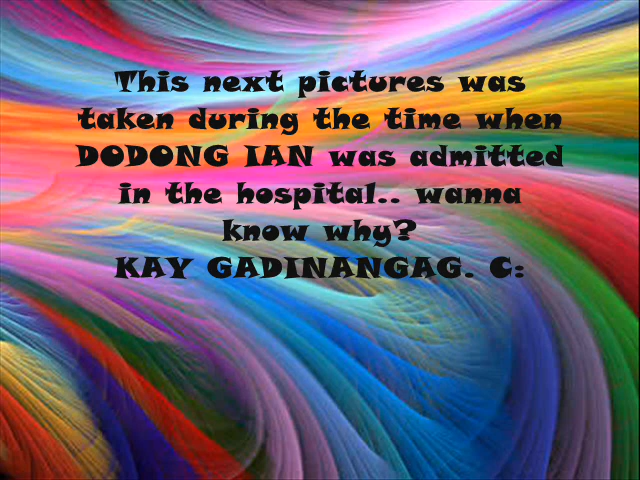 This next pictures was
taken during the time when
DODONG IAN was admitted
in the hospital.. wanna
know why?
KAY GADINANGAG. C: